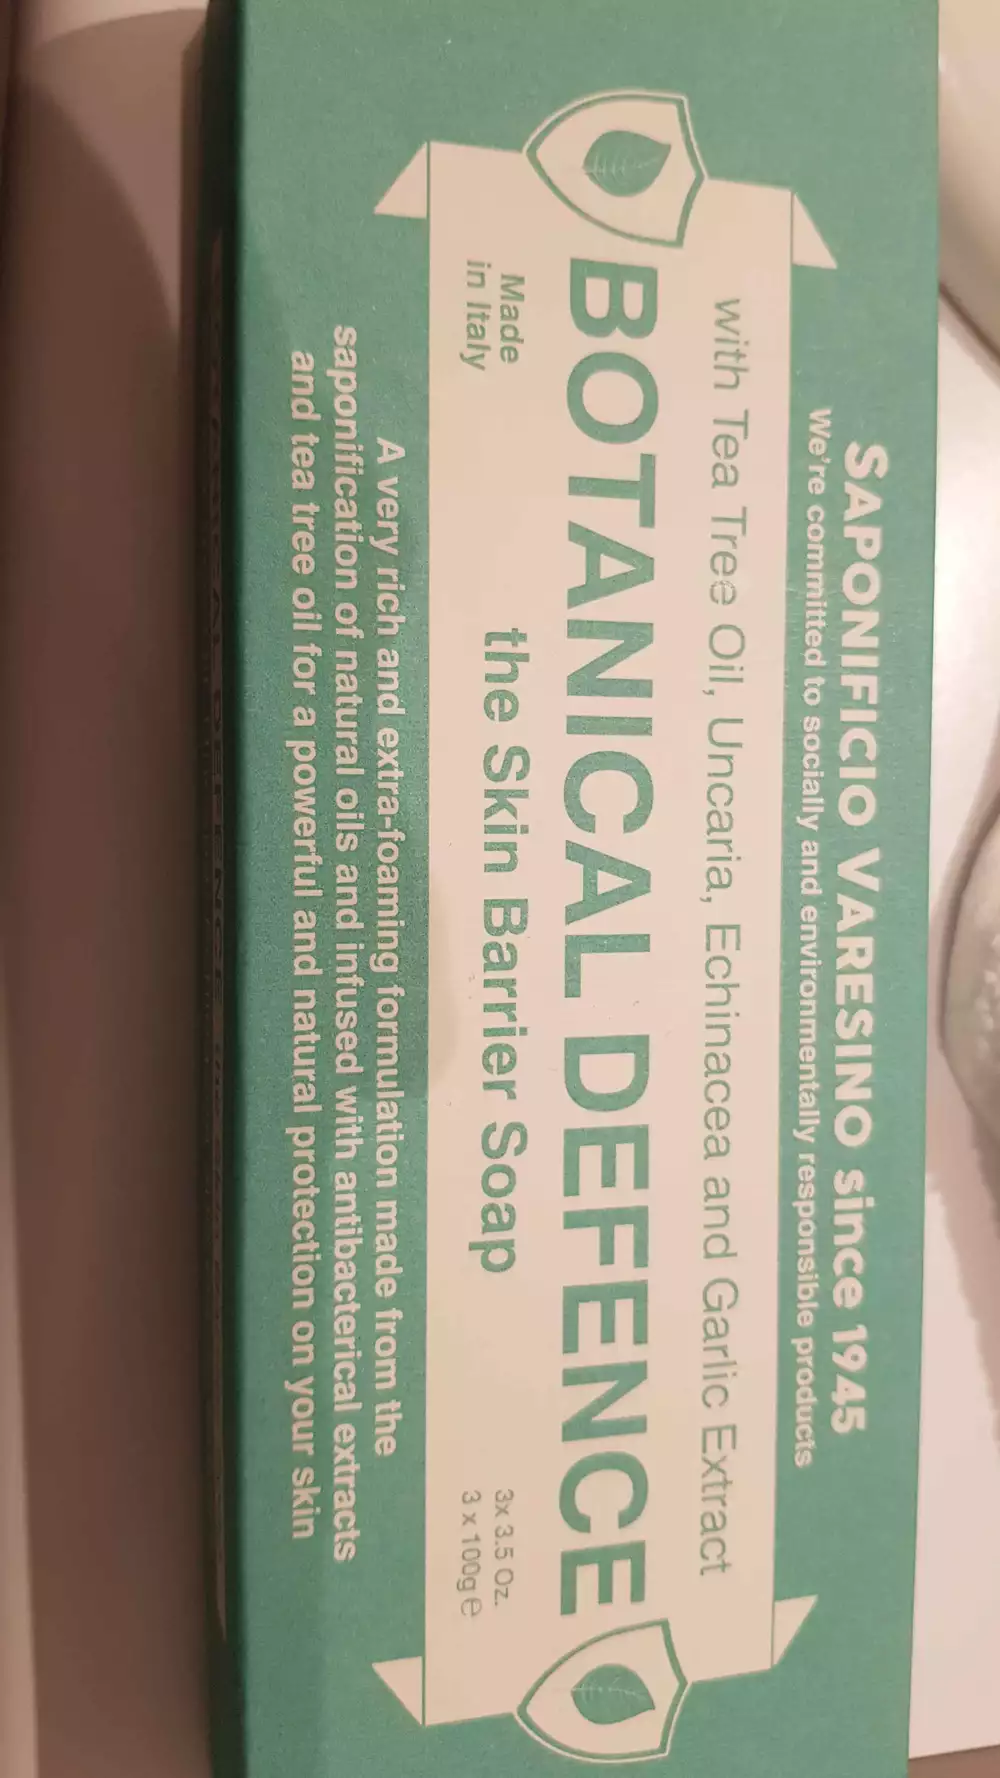 SAPONIFICIO VARESINO since 1945
We're committed to socially and environmentally responsible products
with Tea Tree Oil, Uncaria, Echinacea and Garlic Extract
BOTANICAL DEFENCE
Made
in Italy
the Skin Barrier Soap
3x 3.5 Oz.
3 x 100g ℮
A very rich and extra-foaming formulation made from the
saponification of natural oils and infused with antibacterical extracts
and tea tree oil for a powerful and natural protection on your skin